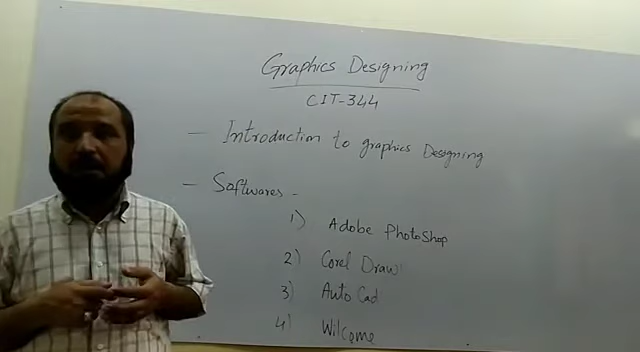 Graphics Designing
CIT-344
- Introduction to graphics Designing
- Softwares -
1) Adobe PhotoShop
2) Corel Draw
3) Auto Cad
4) Wilcome